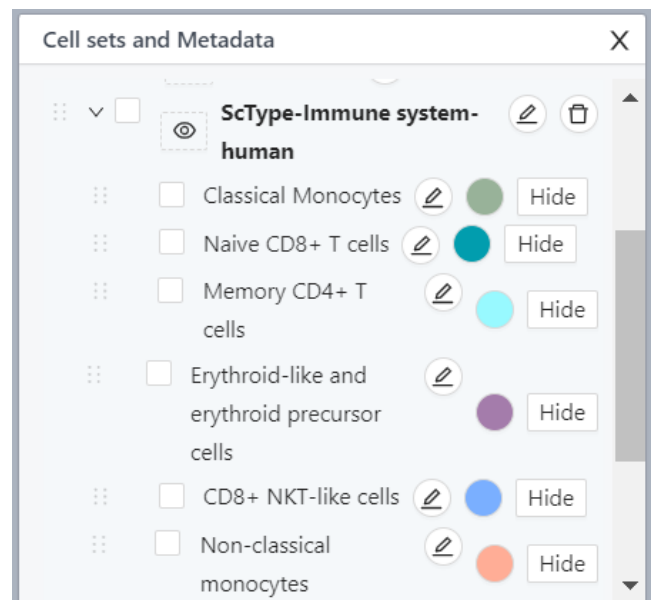 Cell sets and Metadata X
ScType-Immune system-
human
Classical Monocytes Hide
Naive CD8+ T cells Hide
Memory CD4+ T
cells Hide
Erythroid-like and
erythroid precursor Hide
cells
CD8+ NKT-like cells Hide
Non-classical
monocytes Hide